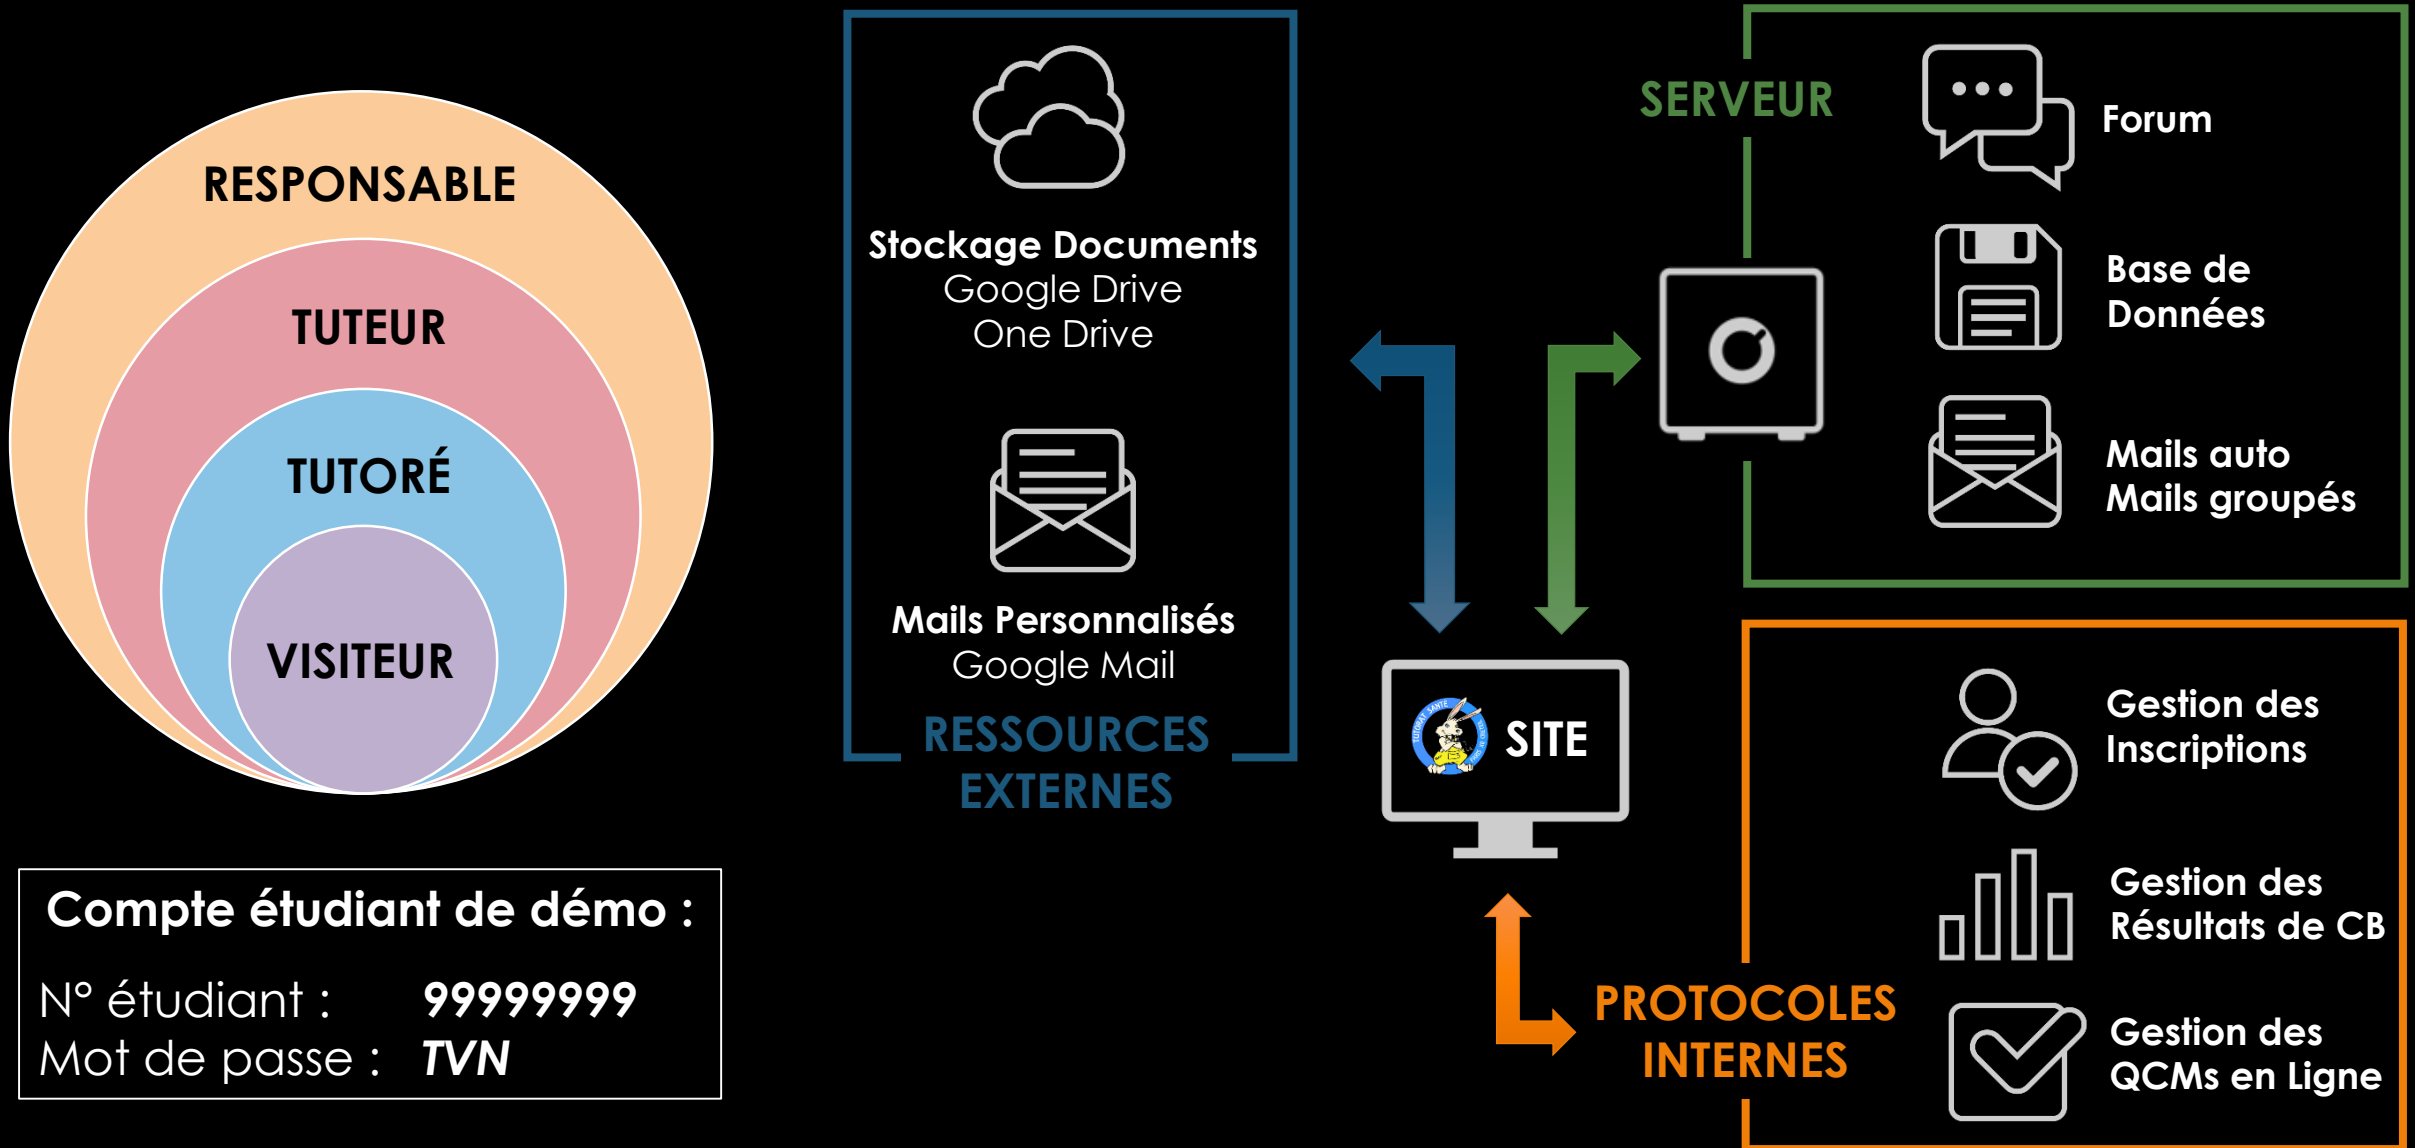 RESPONSABLE
TUTEUR
TUTORÉ
VISITEUR
Compte étudiant de démo :
N° étudiant : 99999999
Mot de passe : TVN
Stockage Documents
Google Drive
One Drive
Mails Personnalisés
Google Mail
RESSOURCES
EXTERNES
SERVEUR
Forum
Base de
Données
Mails auto
Mails groupés
TUTORAT SANTÉ
SITE
PROTOCOLES
INTERNES
Gestion des
Inscriptions
Gestion des
Résultats de CB
Gestion des
QCMs en Ligne